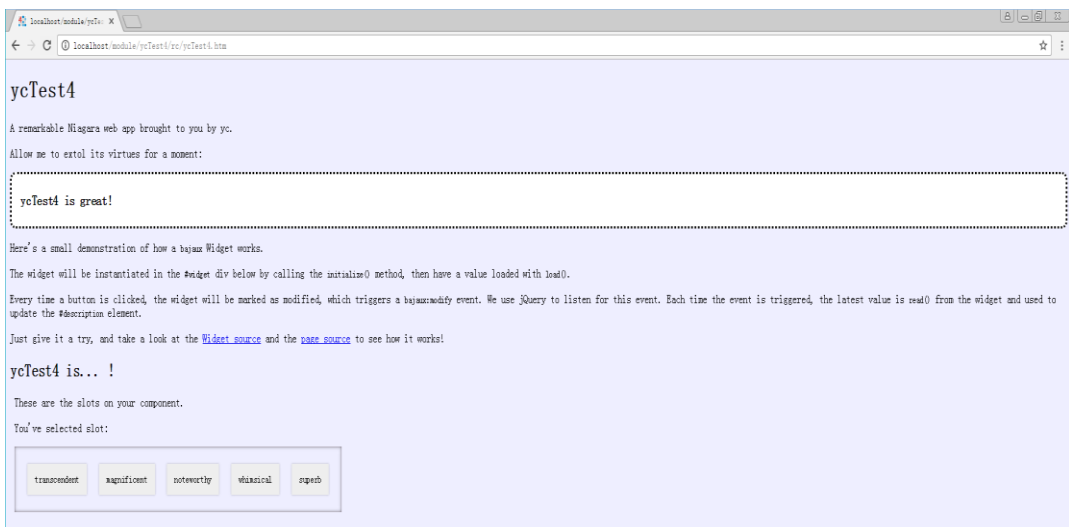 localhost/module/ycTe:
localhost/module/ycTest4/rc/ycTest4.htm
ycTest4
A remarkable Niagara web app brought to you by yc.
Allow me to extol its virtues for a moment:
ycTest4 is great!
Here's a small demonstration of how a bajaux Widget works.
The widget will be instantiated in the #widget div below by calling the initialize() method, then have a value loaded with load().
Every time a button is clicked, the widget will be marked as modified, which triggers a bajaux:modify event. We use jQuery to listen for this event. Each time the event is triggered, the latest value is read() from the widget and used to
update the #description element.
Just give it a try, and take a look at the Widget source and the page source to see how it works!
ycTest4 is... !
These are the slots on your component.
You've selected slot:
transcendent magnificent noteworthy whimsical superb